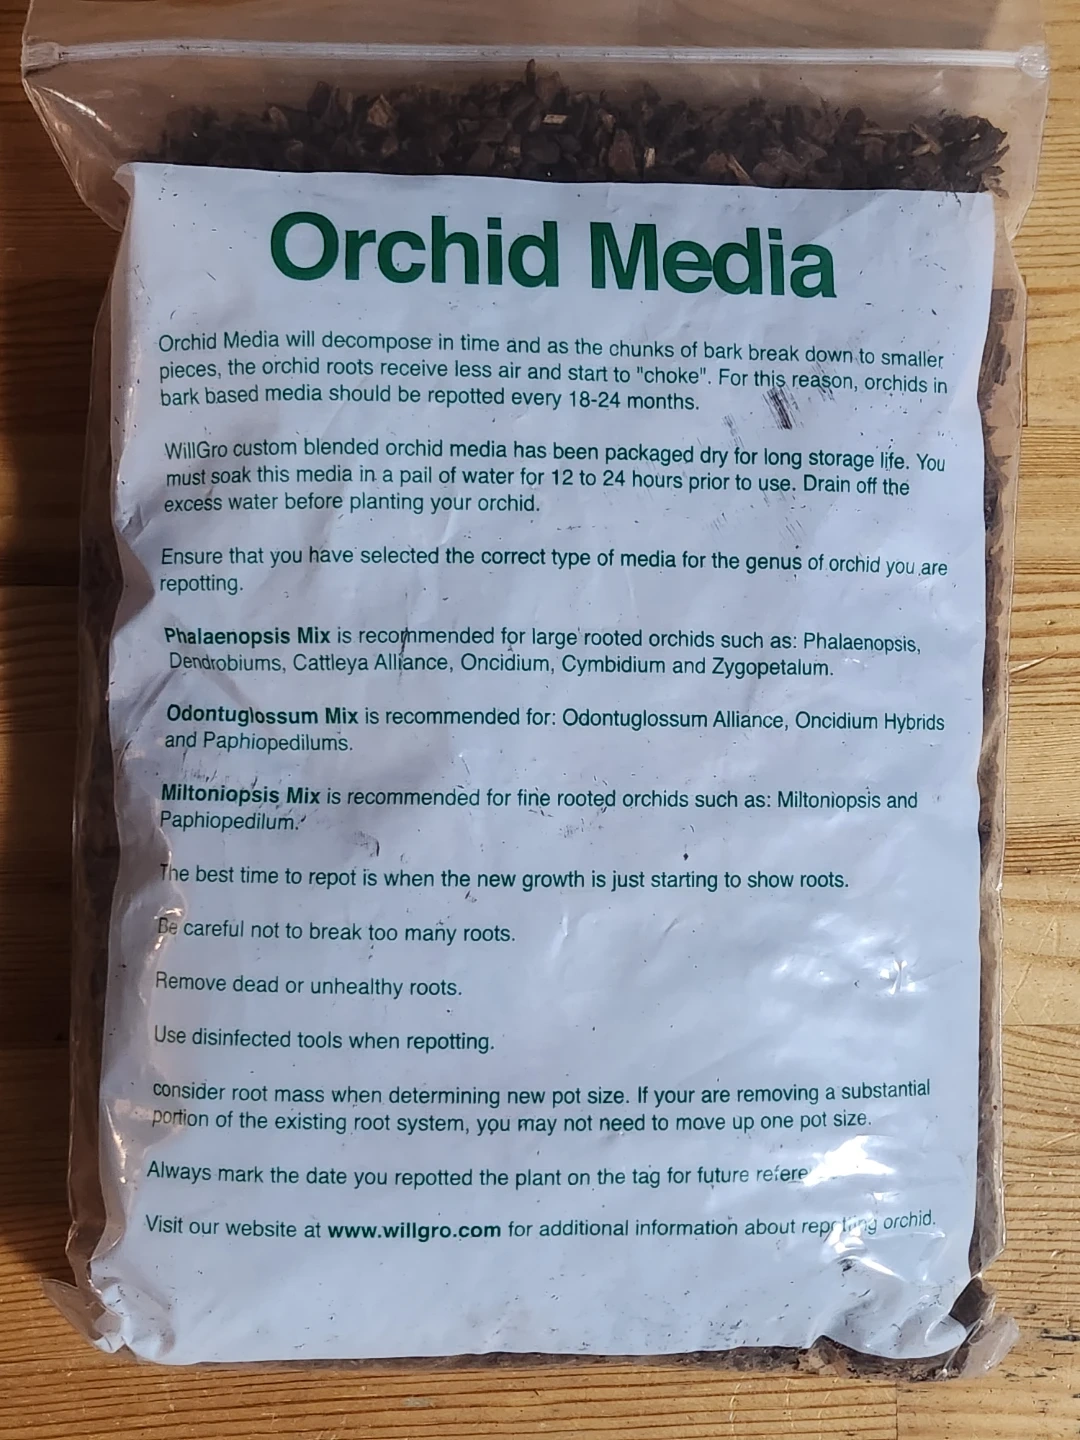 Orchid Media
Orchid Media will decompose in time and as the chunks of bark break down to smaller
pieces, the orchid roots receive less air and start to "choke". For this reason, orchids in
bark based media should be repotted every 18-24 months.
WillGro custom blended orchid media has been packaged dry for long storage life. You
must soak this media in a pail of water for 12 to 24 hours prior to use. Drain off the
excess water before planting your orchid.
Ensure that you have selected the correct type of media for the genus of orchid you are
repotting.
Phalaenopsis Mix is recommended for large rooted orchids such as: Phalaenopsis,
Dendrobiums, Cattleya Alliance, Oncidium, Cymbidium and Zygopetalum.
Odontuglossum Mix is recommended for: Odontuglossum Alliance, Oncidium Hybrids
and Paphiopedilums.
Miltoniopsis Mix is recommended for fine rooted orchids such as: Miltoniopsis and
Paphiopedilum.
The best time to repot is when the new growth is just starting to show roots.
Be careful not to break too many roots.
Remove dead or unhealthy roots.
Use disinfected tools when repotting.
consider root mass when determining new pot size. If your are removing a substantial
portion of the existing root system, you may not need to move up one pot size.
Always mark the date you repotted the plant on the tag for future
Visit our website at www.willgro.com for additional information about repotting orchid.